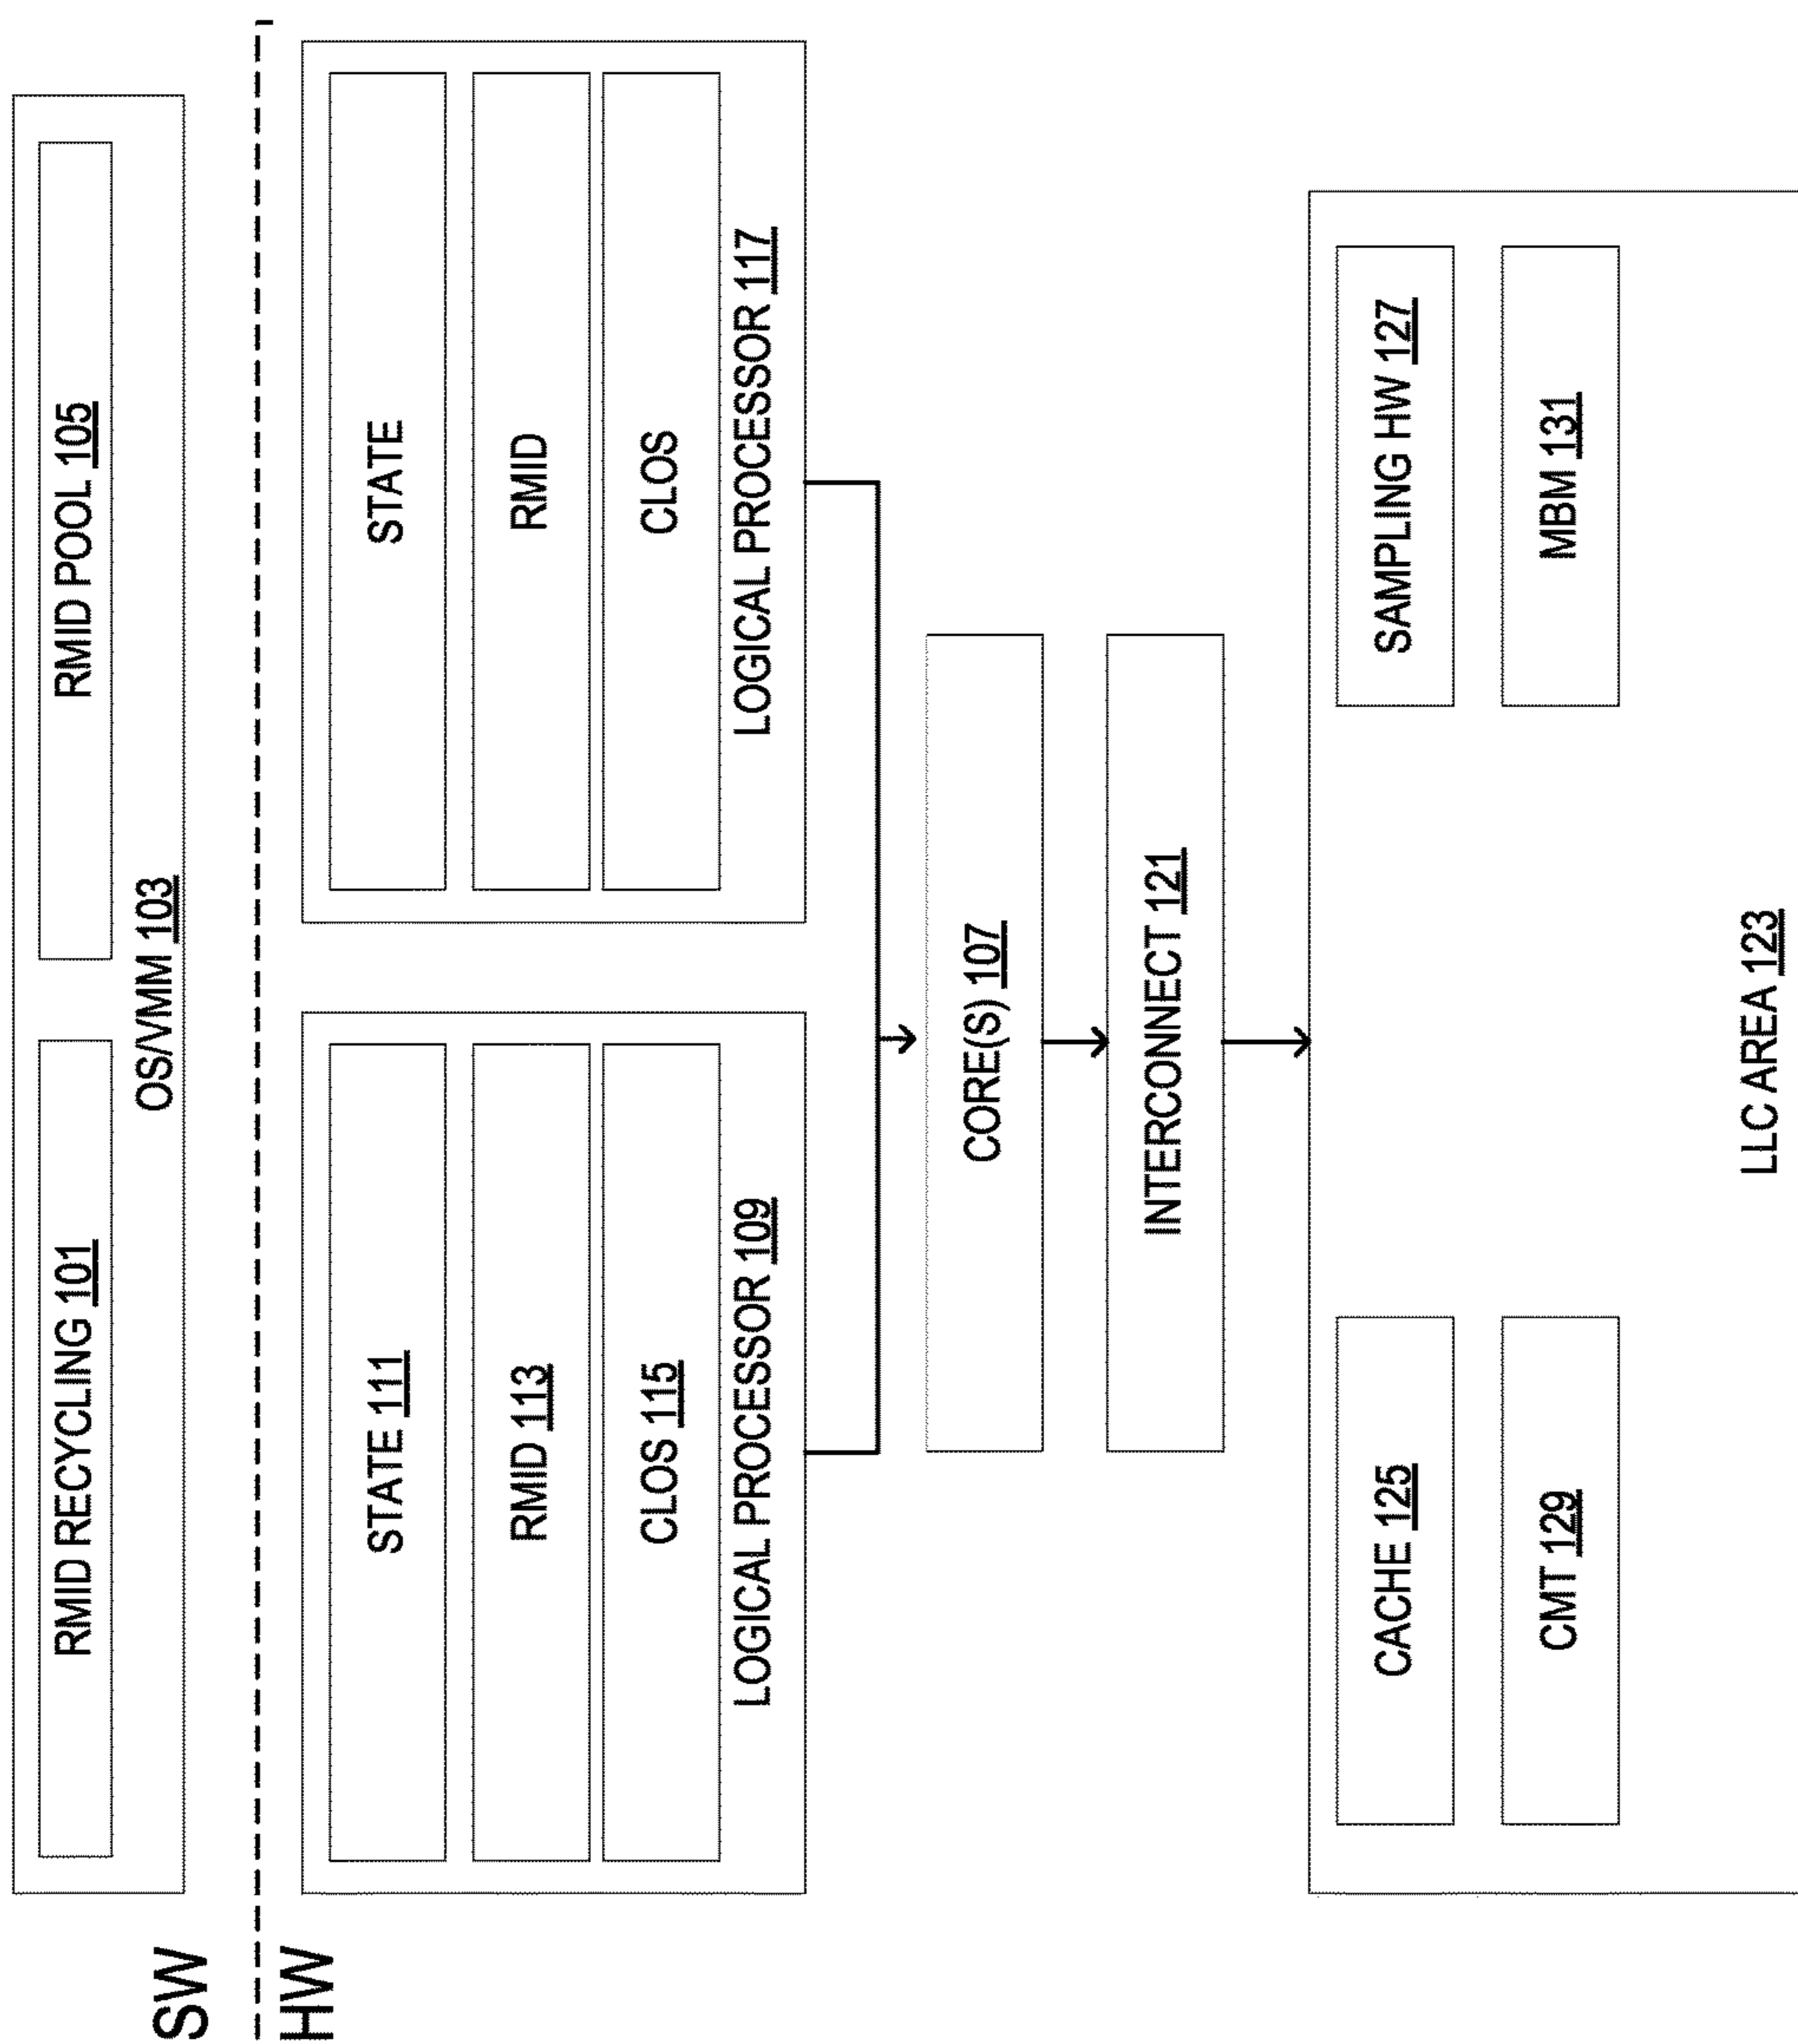 SW
RMID RECYCLING 101
RMID POOL 105
OS/VMM 103
HW
STATE 111
RMID 113
CLOS 115
LOGICAL PROCESSOR 109
STATE
RMID
CLOS
LOGICAL PROCESSOR 117
CORE(S) 107
INTERCONNECT 121
CACHE 125
SAMPLING HW 127
CMT 129
MBM 131
LLC AREA 123